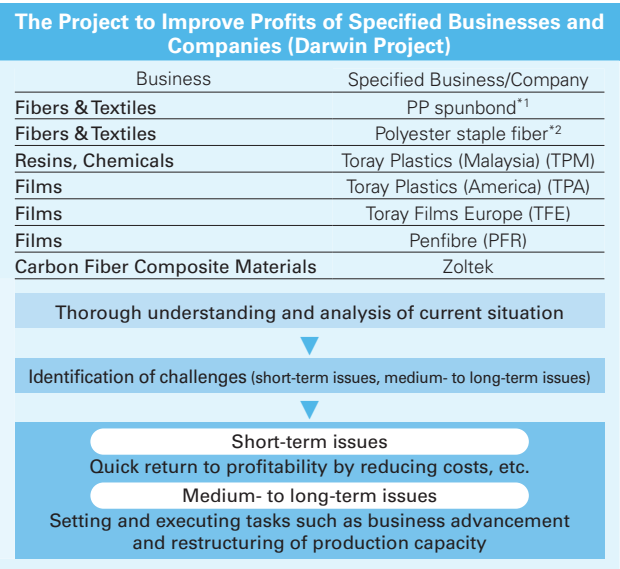 The Project to Improve Profits of Specified Businesses and
Companies (Darwin Project)
Business Specified Business/Company
Fibers & Textiles PP spunbond*1
Fibers & Textiles Polyester staple fiber*2
Resins, Chemicals Toray Plastics (Malaysia) (TPM)
Films Toray Plastics (America) (TPA)
Films Toray Films Europe (TFE)
Films Penfibre (PFR)
Carbon Fiber Composite Materials Zoltek
Thorough understanding and analysis of current situation
Identification of challenges (short-term issues, medium- to long-term issues)
Short-term issues
Quick return to profitability by reducing costs, etc.
Medium- to long-term issues
Setting and executing tasks such as business advancement
and restructuring of production capacity